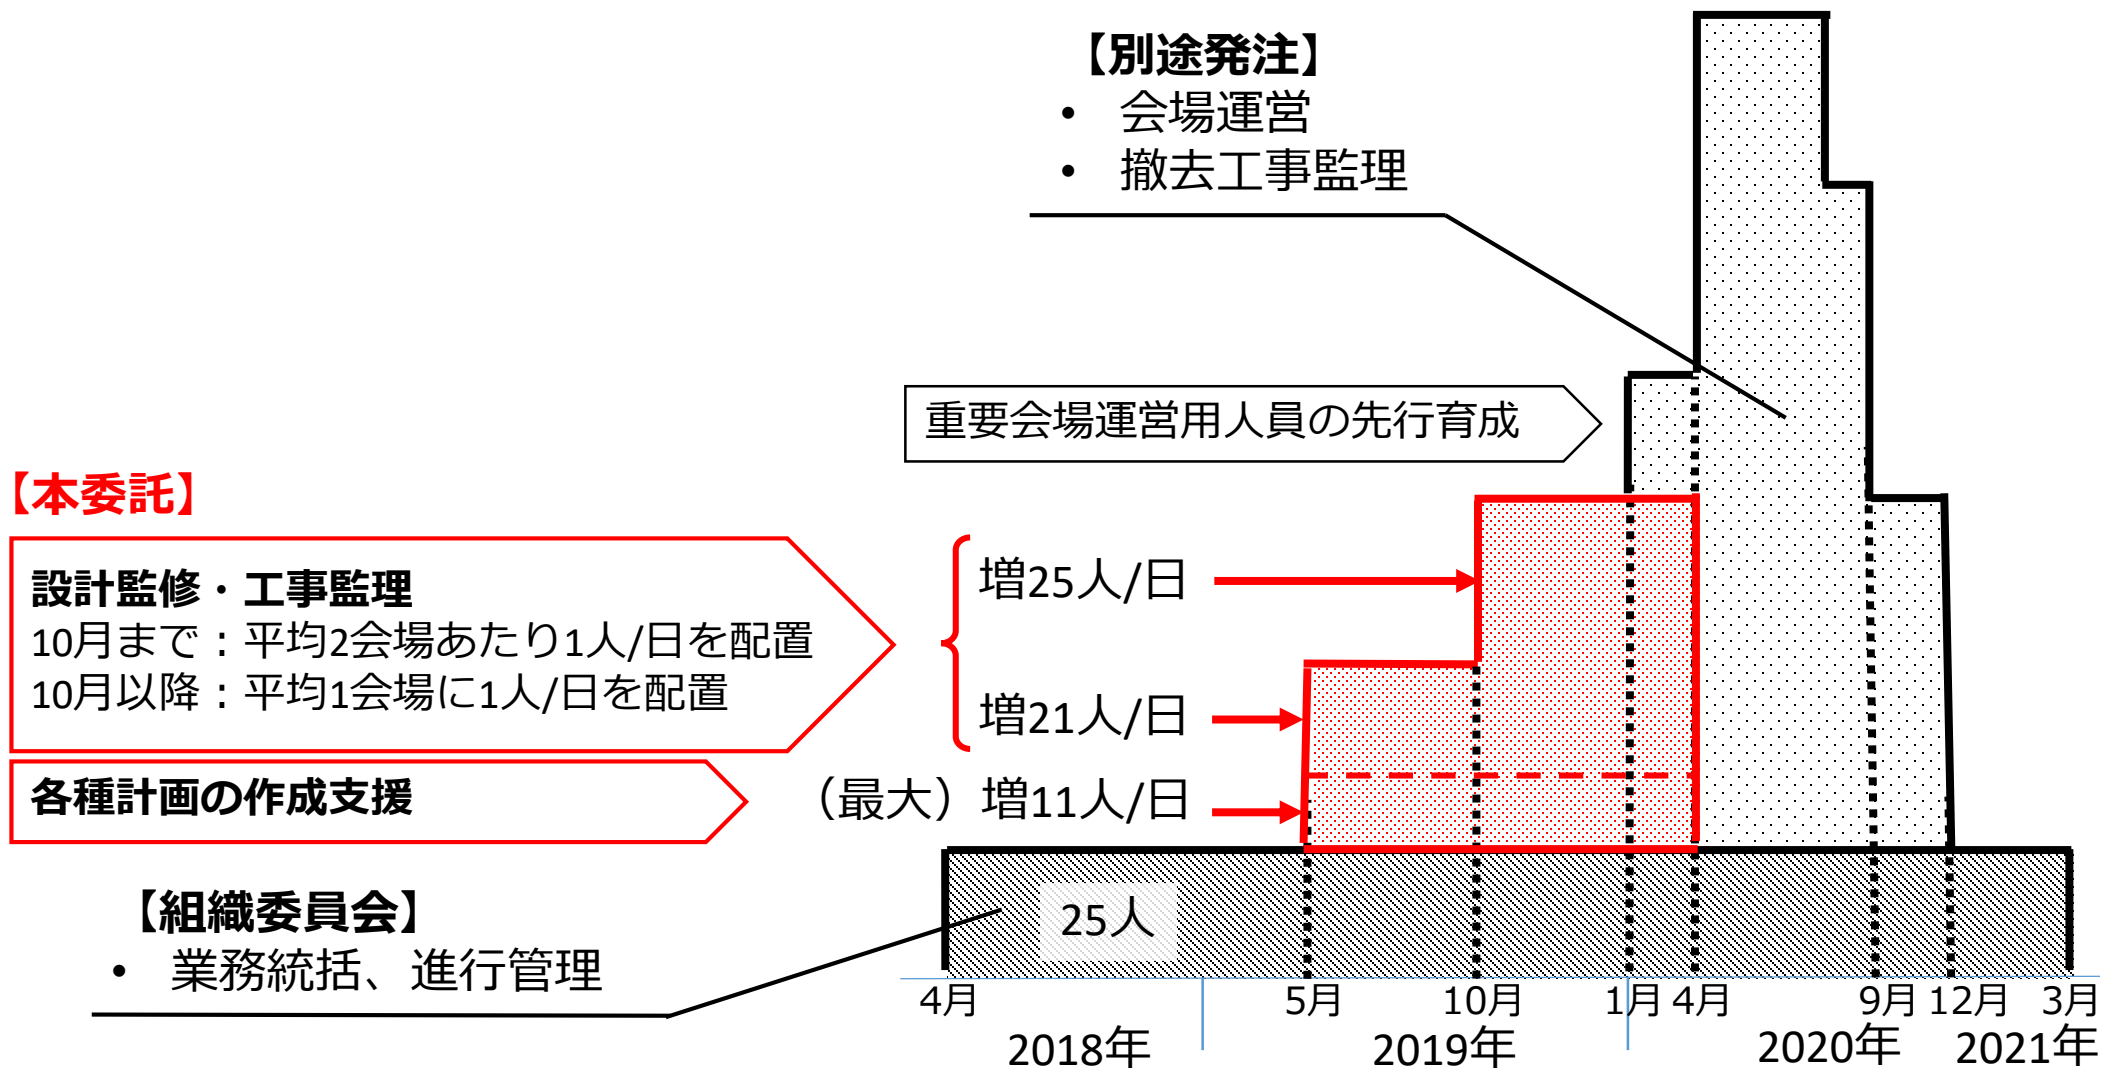 【別途発注】
• 会場運営
• 撤去工事監理
重要会場運営用人員の先行育成
【本委託】
設計監修・工事監理
10月まで：平均2会場あたり1人/日を配置
10月以降：平均1会場に1人/日を配置
増25人/日
増21人/日
各種計画の作成支援
（最大）増11人/日
【組織委員会】
• 業務統括、進行管理
25人
4月 5月 10月 1月 4月 9月 12月 3月
2018年 2019年 2020年 2021年